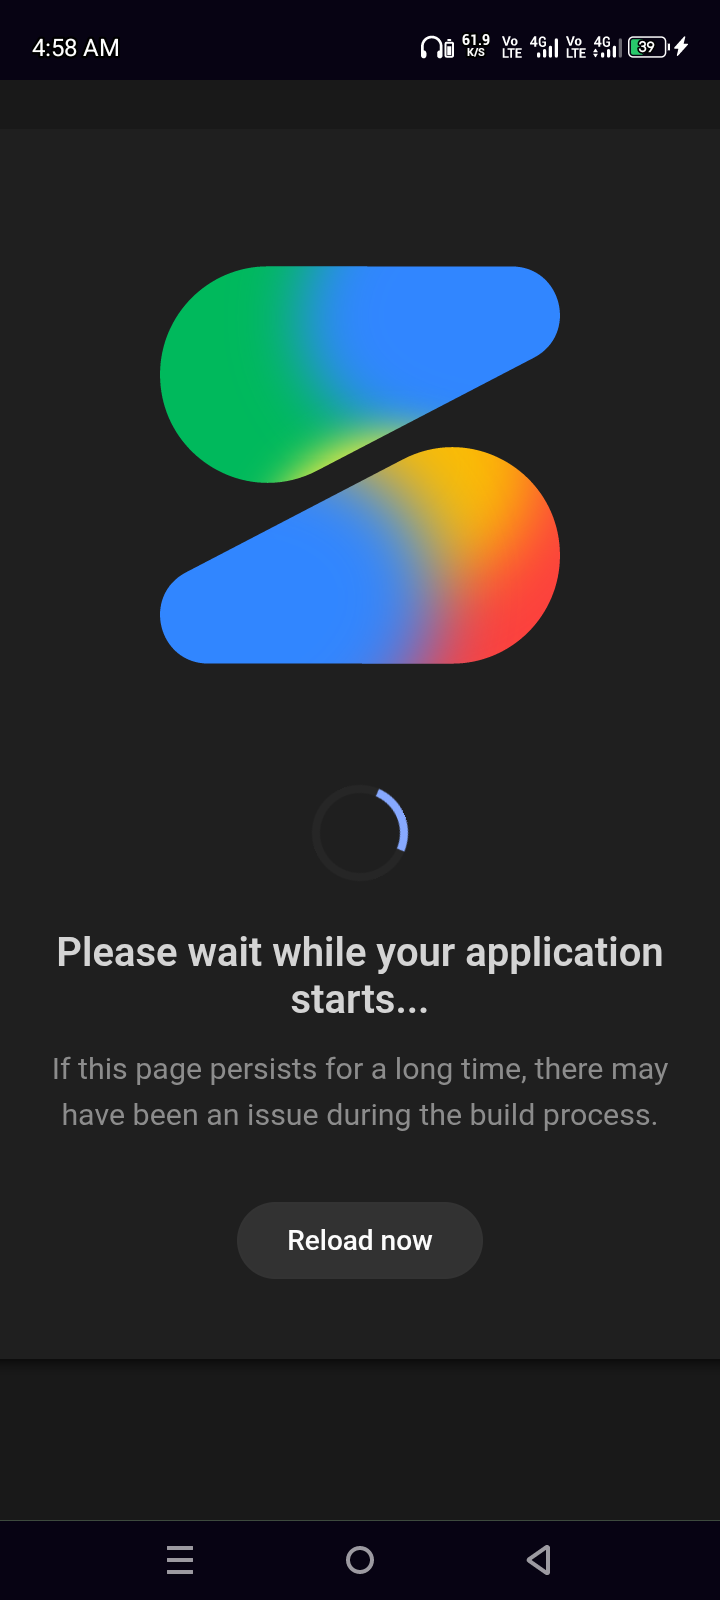 4:58 AM 61.9 K/S Vo LTE 4G Vo LTE 4G 39
Please wait while your application
starts...
If this page persists for a long time, there may
have been an issue during the build process.
Reload now